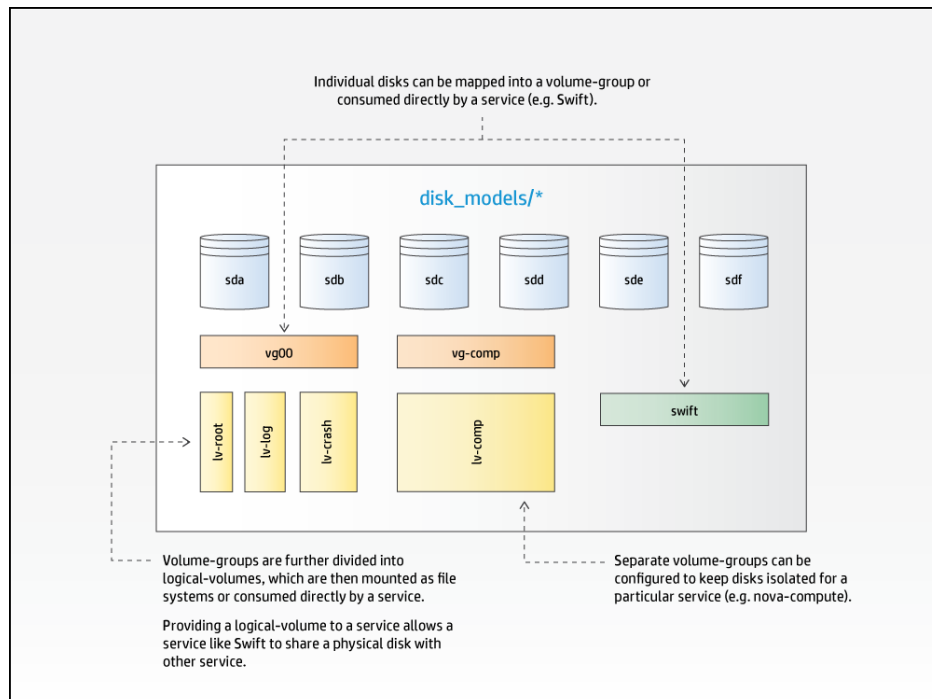 Individual disks can be mapped into a volume-group or
consumed directly by a service (e.g. Swift).
disk_models/*
sda
sdb
sdc
sdd
sde
sdf
vg00
vg-comp
swift
lv-root
lv-log
lv-crash
lv-comp
Volume-groups are further divided into
logical-volumes, which are then mounted as file
systems or consumed directly by a service.
Providing a logical-volume to a service allows a
service like Swift to share a physical disk with
other service.
Separate volume-groups can be
configured to keep disks isolated for a
particular service (e.g. nova-compute).